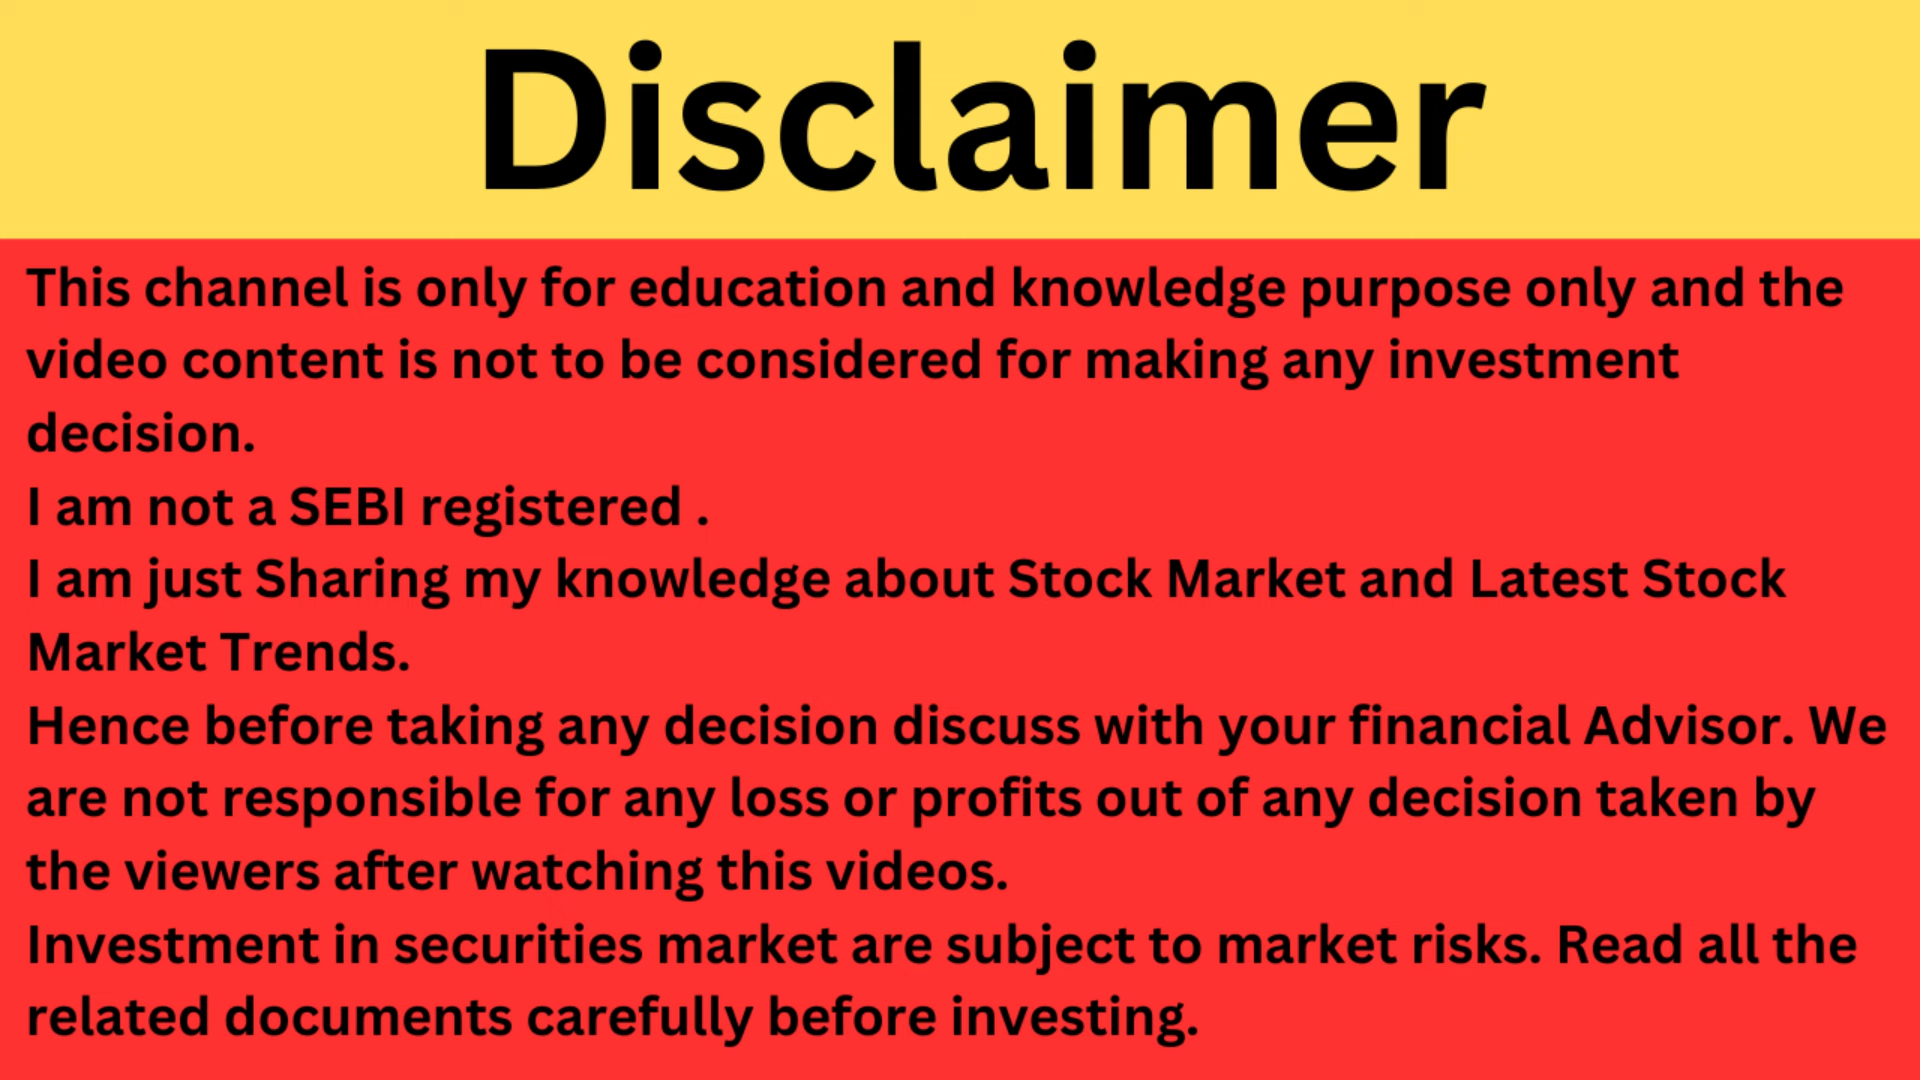 Disclaimer
This channel is only for education and knowledge purpose only and the
video content is not to be considered for making any investment
decision.
I am not a SEBI registered .
I am just Sharing my knowledge about Stock Market and Latest Stock
Market Trends.
Hence before taking any decision discuss with your financial Advisor. We
are not responsible for any loss or profits out of any decision taken by
the viewers after watching this videos.
Investment in securities market are subject to market risks. Read all the
related documents carefully before investing.